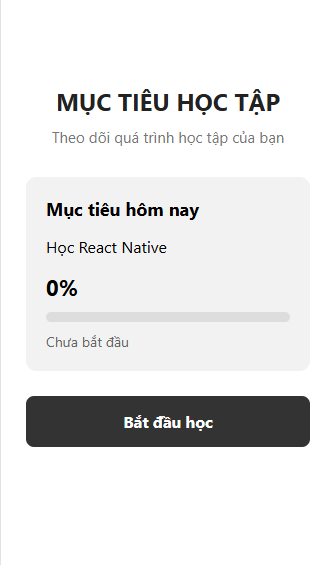 MỤC TIÊU HỌC TẬP
Theo dõi quá trình học tập của bạn
Mục tiêu hôm nay
Học React Native
0%
Chưa bắt đầu
Bắt đầu học